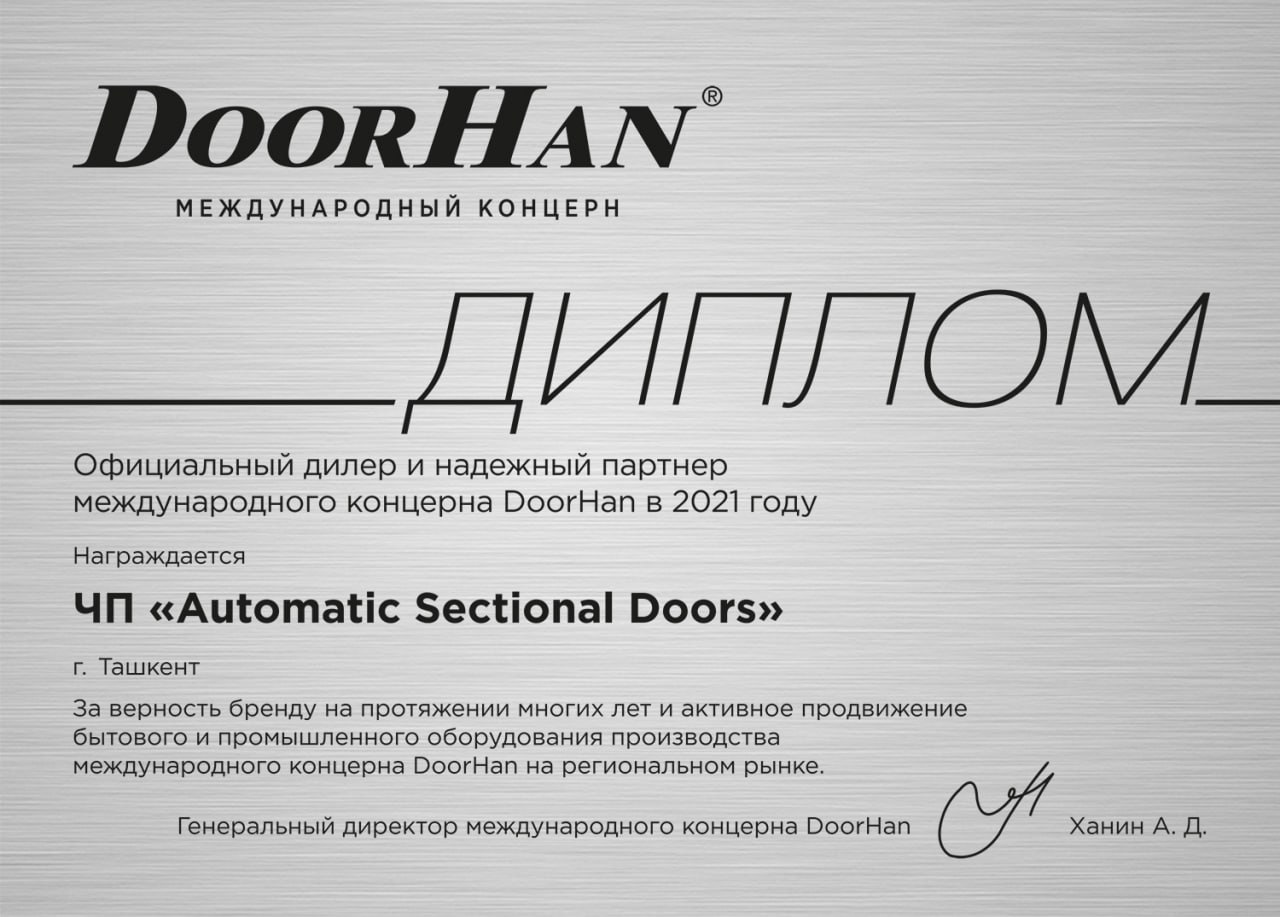 DOORHAN®
МЕЖДУНАРОДНЫЙ КОНЦЕРН
ДИПЛОМ
Официальный дилер и надежный партнер
международного концерна DoorHan в 2021 году
Награждается
ЧП «Automatic Sectional Doors»
г. Ташкент
За верность бренду на протяжении многих лет и активное продвижение
бытового и промышленного оборудования производства
международного концерна DoorHan на региональном рынке.
Генеральный директор международного концерна DoorHan Ханин А. Д.